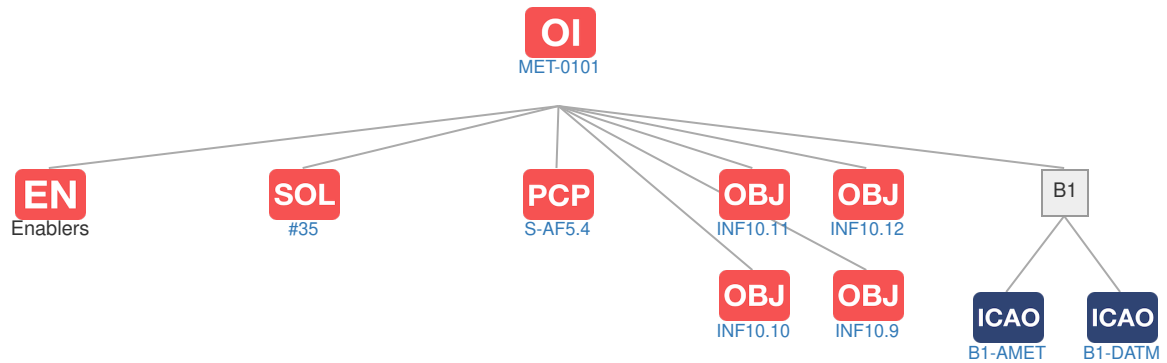 OI
MET-0101
EN
Enablers
SOL
#35
PCP
S-AF5.4
OBJ
INF10.11
OBJ
INF10.12
B1
OBJ
INF10.10
OBJ
INF10.9
ICAO
B1-AMET
ICAO
B1-DATM